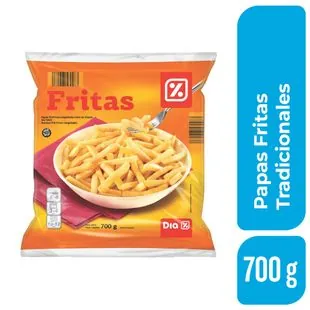 %
Fritas
700 g
Dia %
Papas Fritas
Tradicionales
700 g